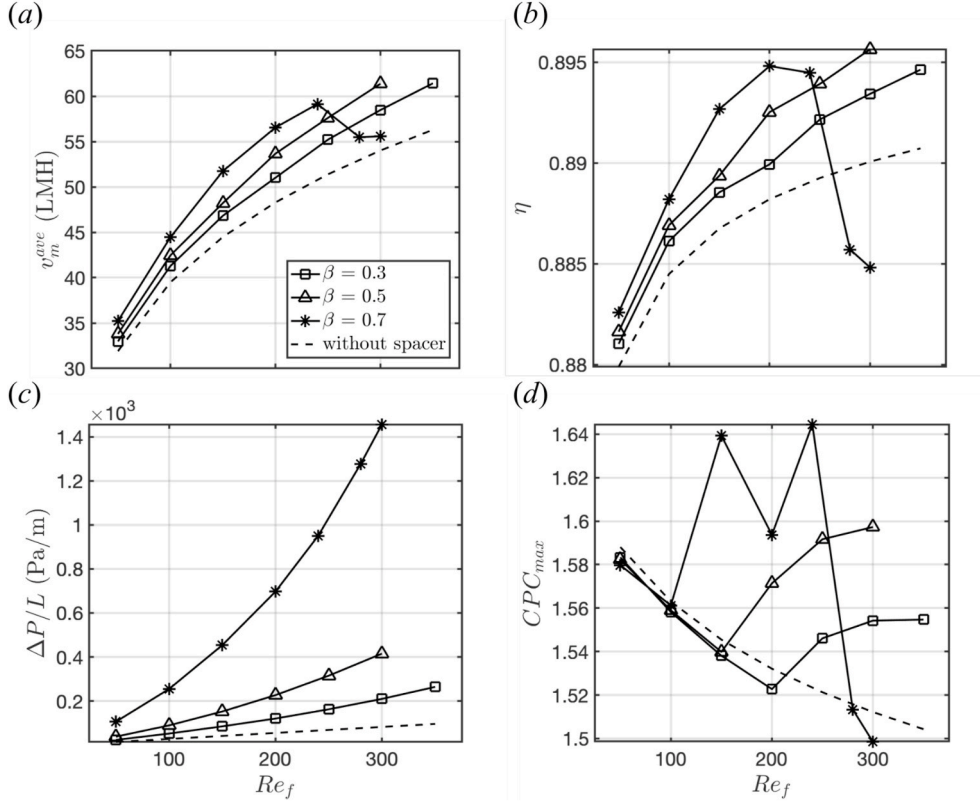 (a)
65
60
55
50
45
40
35
30
v_m^{ave} (LMH)
β = 0.3
β = 0.5
β = 0.7
without spacer
(b)
0.895
0.89
0.885
0.88
η
(c)
×10³
1.4
1.2
1
0.8
0.6
0.4
0.2
ΔP/L (Pa/m)
100 200 300
Re_f
(d)
1.64
1.62
1.6
1.58
1.56
1.54
1.52
1.5
CPC_{max}
100 200 300
Re_f